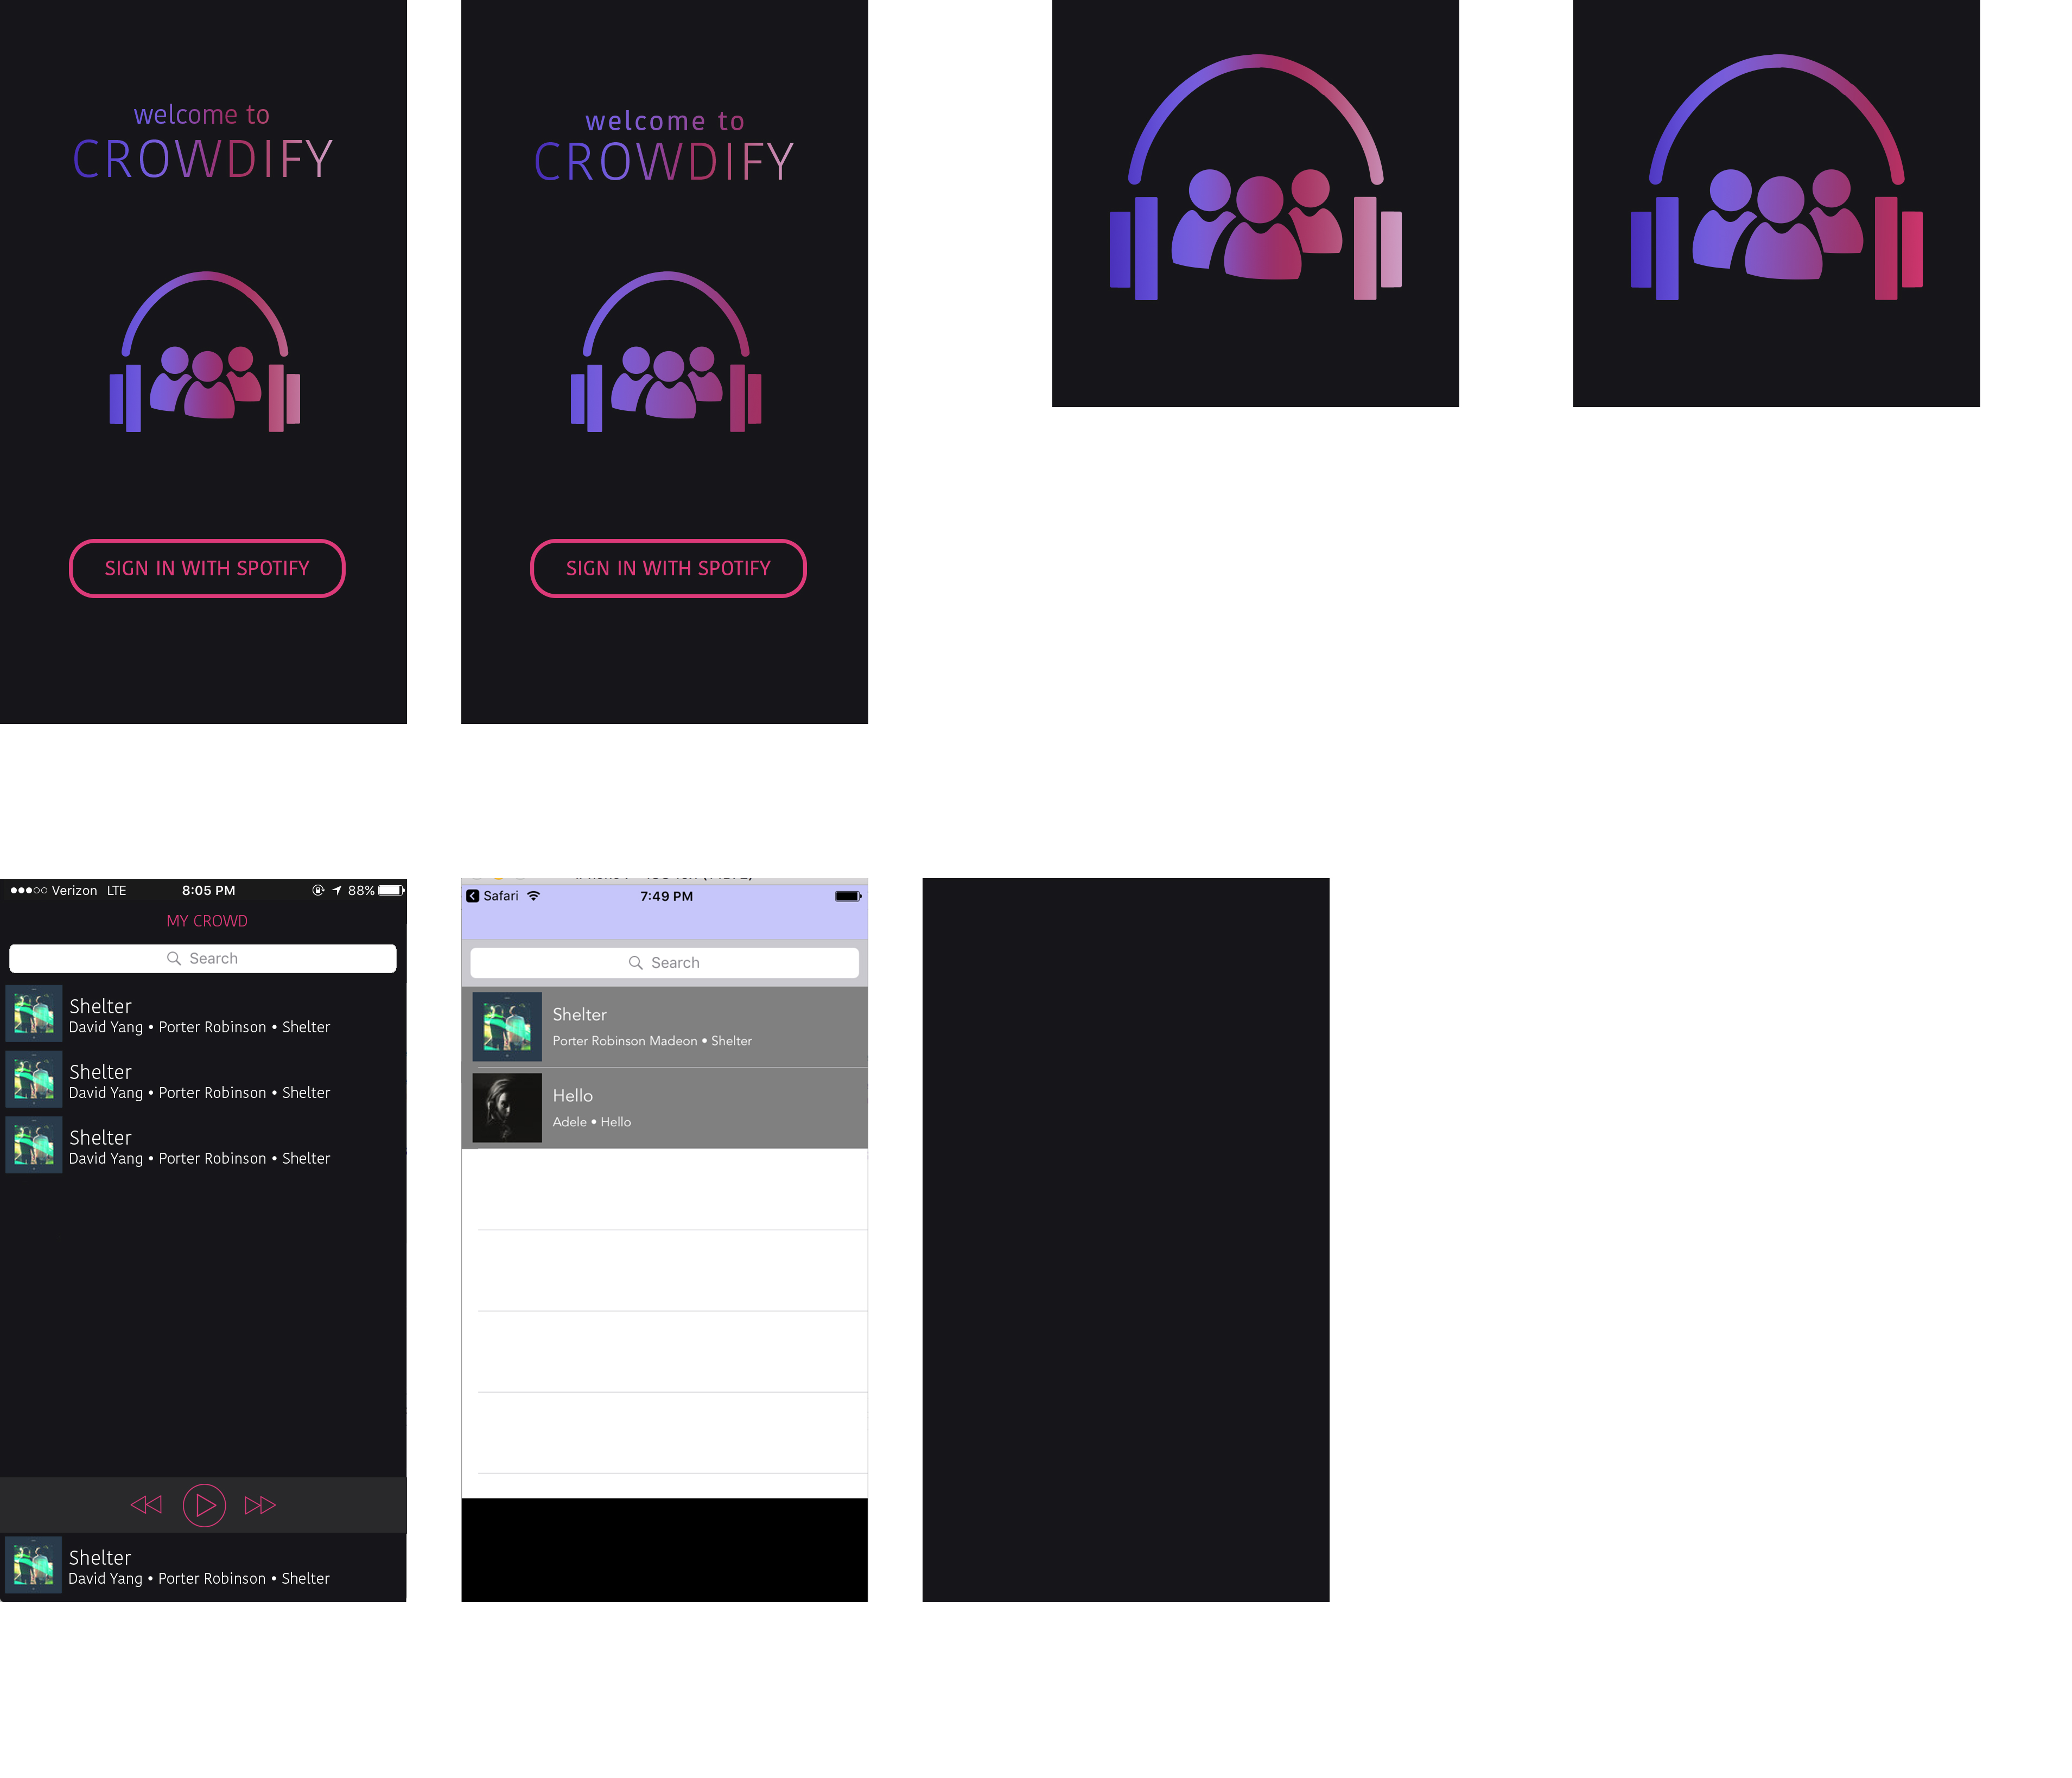 welcome to
CROWDIFY
SIGN IN WITH SPOTIFY
welcome to
CROWDIFY
SIGN IN WITH SPOTIFY
Verizon LTE 8:05 PM 88%
MY CROWD
Search
Shelter
David Yang • Porter Robinson • Shelter
Shelter
David Yang • Porter Robinson • Shelter
Shelter
David Yang • Porter Robinson • Shelter
Shelter
David Yang • Porter Robinson • Shelter
Safari 7:49 PM
Search
Shelter
Porter Robinson Madeon • Shelter
Hello
Adele • Hello